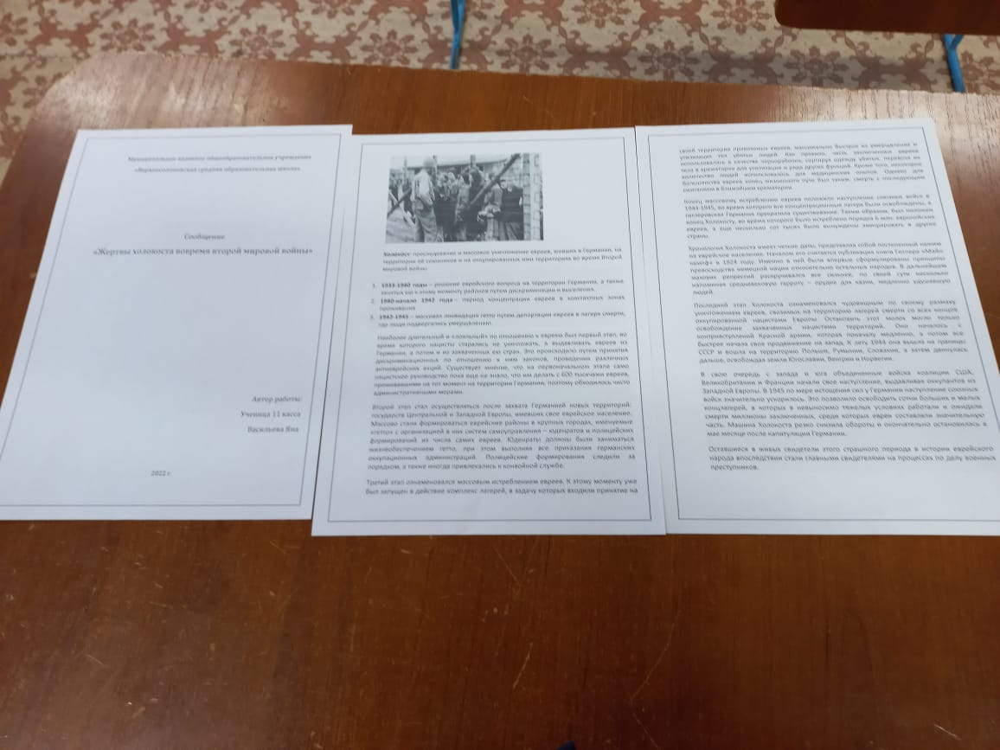 Муниципальное казенное общеобразовательное учреждение
«Верхнесолоновская средняя образовательная школа»
Сообщение
«Жертвы холокоста вовремя второй мировой войны»
Автор работы:
Ученица 11 касса
Васильева Яна
2022 г.
Холокост- преследование и массовое уничтожение евреев, живших в Германии, на
территории её союзников и на оккупированных ими территориях во время Второй
мировой войны
1. 1933-1940 годы – решение еврейского вопроса на территории Германии, а также
занятых ею к этому моменту районов путем дискриминации и выселения.
2. 1940-начало 1942 года – период концентрации евреев в компактных зонах
проживания
3. 1942-1945 – массовая ликвидация гетто путем депортации евреев в лагеря смерти,
где люди подвергались умерщвлению.
Наиболее длительный и «лояльный» по отношению к евреям был первый этап, во
время которого нацисты старались не уничтожать, а выдавливать евреев из
Германии, а потом и из захваченных ею стран. Это происходило путем принятия
дискриминационных по отношению к ним законов, проведения различных
антиеврейских акций. Существует мнение, что на первоначальном этапе само
нацистское руководство пока еще не знало, что им делать с 600 тысячами евреев,
проживавшими на тот момент на территории Германии, поэтому обходилось чисто
административными мерами.
Второй этап стал осуществляться после захвата Германией новых территорий:
государств Центральной и Западной Европы, имевших свое еврейское население.
Массово стали формироваться еврейские районы в крупных городах, именуемые
«гетто» с организацией в них систем самоуправления – юденратов и полицейских
формирований из числа самих евреев. Юденраты должны были заниматься
жизнеобеспечением гетто, при этом, выполняя все приказания германских
оккупационных администраций. Полицейские формирования следили за
порядком, а также иногда привлекались к конвойной службе.
Третий этап ознаменовался массовым истреблением евреев. К этому моменту уже
был запущен в действие комплекс лагерей, в задачу которых входили принятие на
своей территории привозимых евреев, максимально быстрое их умерщвление и
утилизация тел убитых людей. Как правило, часть заключенных евреев
использовалась в качестве чернорабочих, сортируя одежду убитых, перевозя их
тела в крематории для утилизации и ряда других функций. Кроме того, некоторое
количество людей использовалось для медицинских опытов. Однако для
большинства евреев конец жизненного пути был таким: смерть с последующим
сжиганием в ближайшем крематории.
Конец массовому истреблению евреев положило наступление союзных войск в
1944-1945, во время которого все концентрационные лагеря были освобождены, а
гитлеровская Германия прекратила существование. Таким образом, был положен
конец Холокосту, во время которого было истреблено порядка 6 млн. европейских
евреев, а еще несколько сот тысяч были вынуждены эмигрировать в другие
страны.
Хронология Холокоста имеет четкие даты, представляя собой постепенный нажим
на еврейское население. Началом его считается публикация книги Гитлера «Майн
кампф» в 1924 году. Именно в ней были впервые сформулированы принципы
превосходства немецкой нации относительно остальных народов. В дальнейшем
маховик репрессий раскручивался все сильнее, по своей сути несколько
напоминая средневековую гарроту – орудие для казни, медленно удушевшую
людей.
Последний этап Холокоста ознаменовался чудовищным по своему размаху
уничтожением евреев, свозимых на территорию лагерей смерти со всех концов
оккупированной нацистами Европы. Остановить этот молох могло только
освобождение захваченных нацистами территорий. Оно началось с
контрнаступлений Красной армии, которая поначалу медленно, а потом все
быстрее начала свое продвижение на запад. К лету 1944 она вышла на границы
СССР и вошла на территорию Польши, Румынии, Словакии, а затем двинулась
дальше, освобождая земли Югославии, Венгрии и Норвегии.
В свою очередь с запада и юга объединенные войска коалиции США,
Великобритании и Франции начали свое наступление, выдавливая оккупантов из
Западной Европы. В 1945 по мере истощения сил у Германии наступление союзных
войск значительно ускорилось. Это позволило освободить сотни больших и малых
концлагерей, в которых в невыносимо тяжелых условиях работали и ожидали
смерти миллионы заключенных, среди которых евреи составляли значительную
часть. Машина Холокоста резко снизила обороты и окончательно остановилась в
мае месяце после капитуляции Германии.
Оставшиеся в живых свидетели этого страшного периода в истории еврейского
народа впоследствии стали главными свидетелями на процессах по делу военных
преступников.